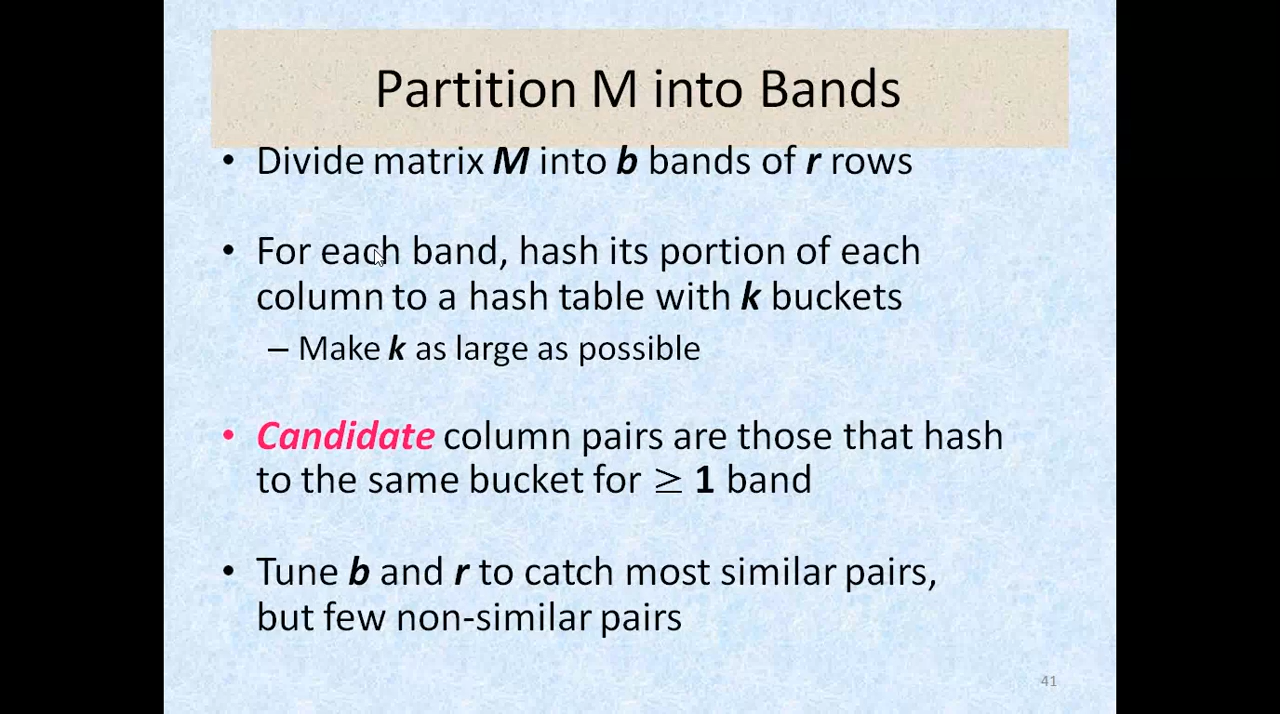 Partition M into Bands
• Divide matrix M into b bands of r rows
• For each band, hash its portion of each
column to a hash table with k buckets
– Make k as large as possible
• Candidate column pairs are those that hash
to the same bucket for ≥ 1 band
• Tune b and r to catch most similar pairs,
but few non-similar pairs
41